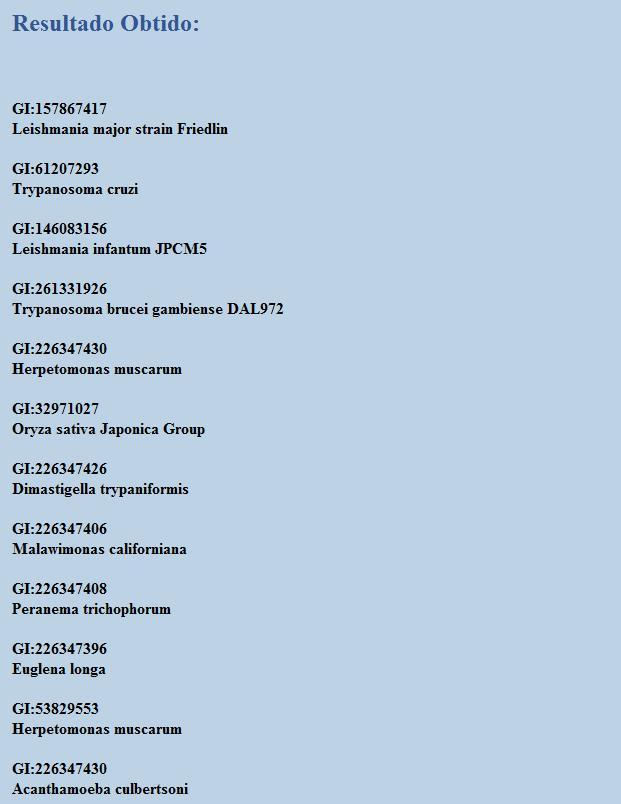 Resultado Obtido:
GI:157867417
Leishmania major strain Friedlin
GI:61207293
Trypanosoma cruzi
GI:146083156
Leishmania infantum JPCM5
GI:261331926
Trypanosoma brucei gambiense DAL972
GI:226347430
Herpetomonas muscarum
GI:32971027
Oryza sativa Japonica Group
GI:226347426
Dimastigella trypaniformis
GI:226347406
Malawimonas californiana
GI:226347408
Peranema trichophorum
GI:226347396
Euglena longa
GI:53829553
Herpetomonas muscarum
GI:226347430
Acanthamoeba culbertsoni